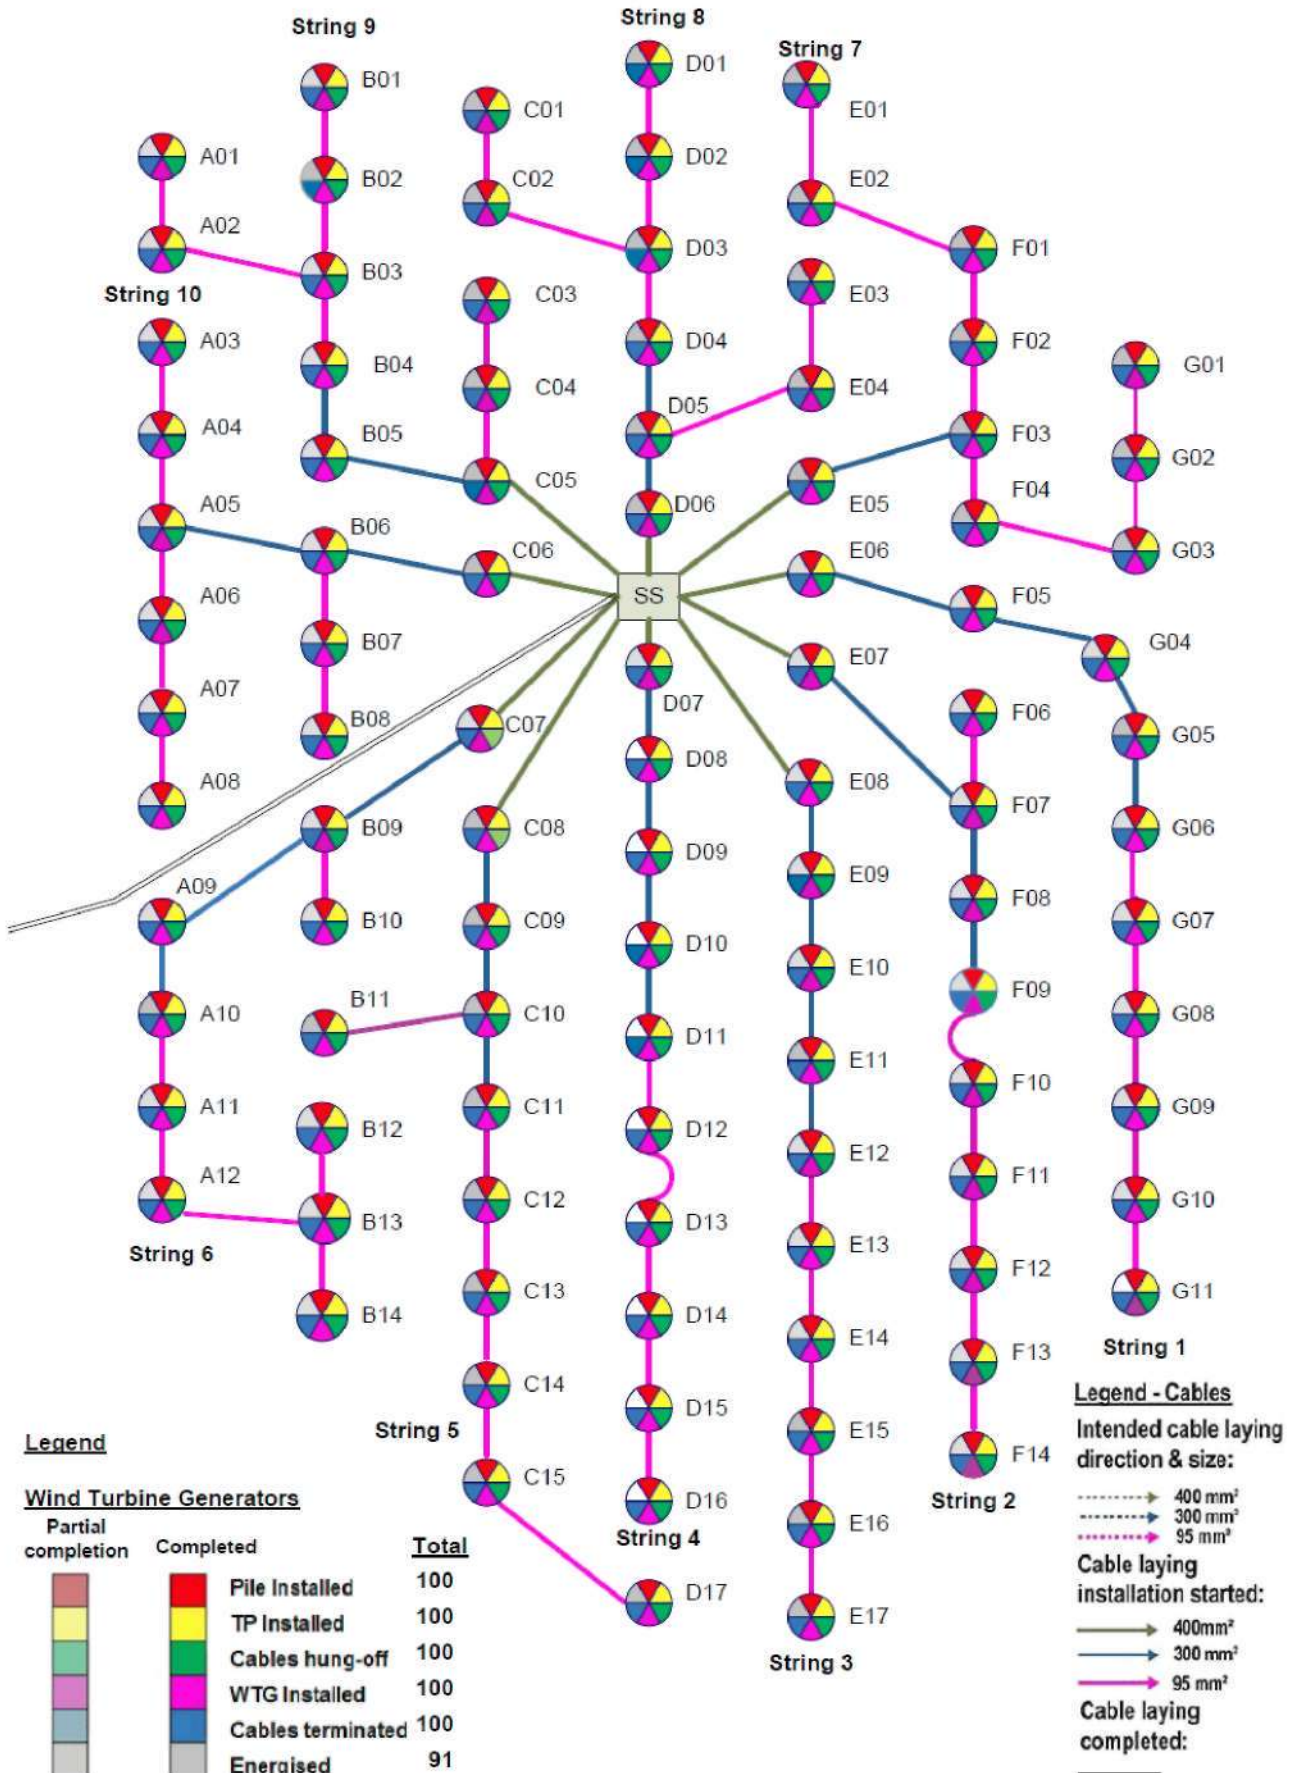 String 8
String 9
String 7
D01
B01
C01
E01
A01
D02
B02
C02
E02
A02
D03
F01
B03
String 10
C03
E03
A03
D04
F02
B04
G01
C04
E04
D05
A04
B05
F03
G02
C05
F04
A05
D06
E05
B06
C06
E06
G03
A06
SS
F05
B07
E07
G04
A07
D07
B08
C07
F06
G05
A08
D08
E08
F07
B09
C08
G06
D09
E09
A09
F08
B10
C09
G07
D10
E10
F09
B11
A10
C10
G08
D11
E11
F10
A11
B12
C11
G09
D12
E12
F11
A12
C12
G10
B13
D13
E13
String 6
F12
C13
G11
B14
D14
E14
String 1
F13
C14
Legend - Cables
D15
Intended cable laying
String 5
E15
Legend
direction & size:
F14
C15
Wind Turbine Generators
D16
400 mm²
String 2
300 mm²
E16
95 mm²
Partial
completion
Completed
Total
String 4
Cable laying
installation started:
Pile Installed 100
D17
TP Installed 100
E17
400mm²
Cables hung-off 100
300 mm²
String 3
WTG Installed 100
95 mm²
Cables terminated 100
Cable laying
completed:
Energised 91